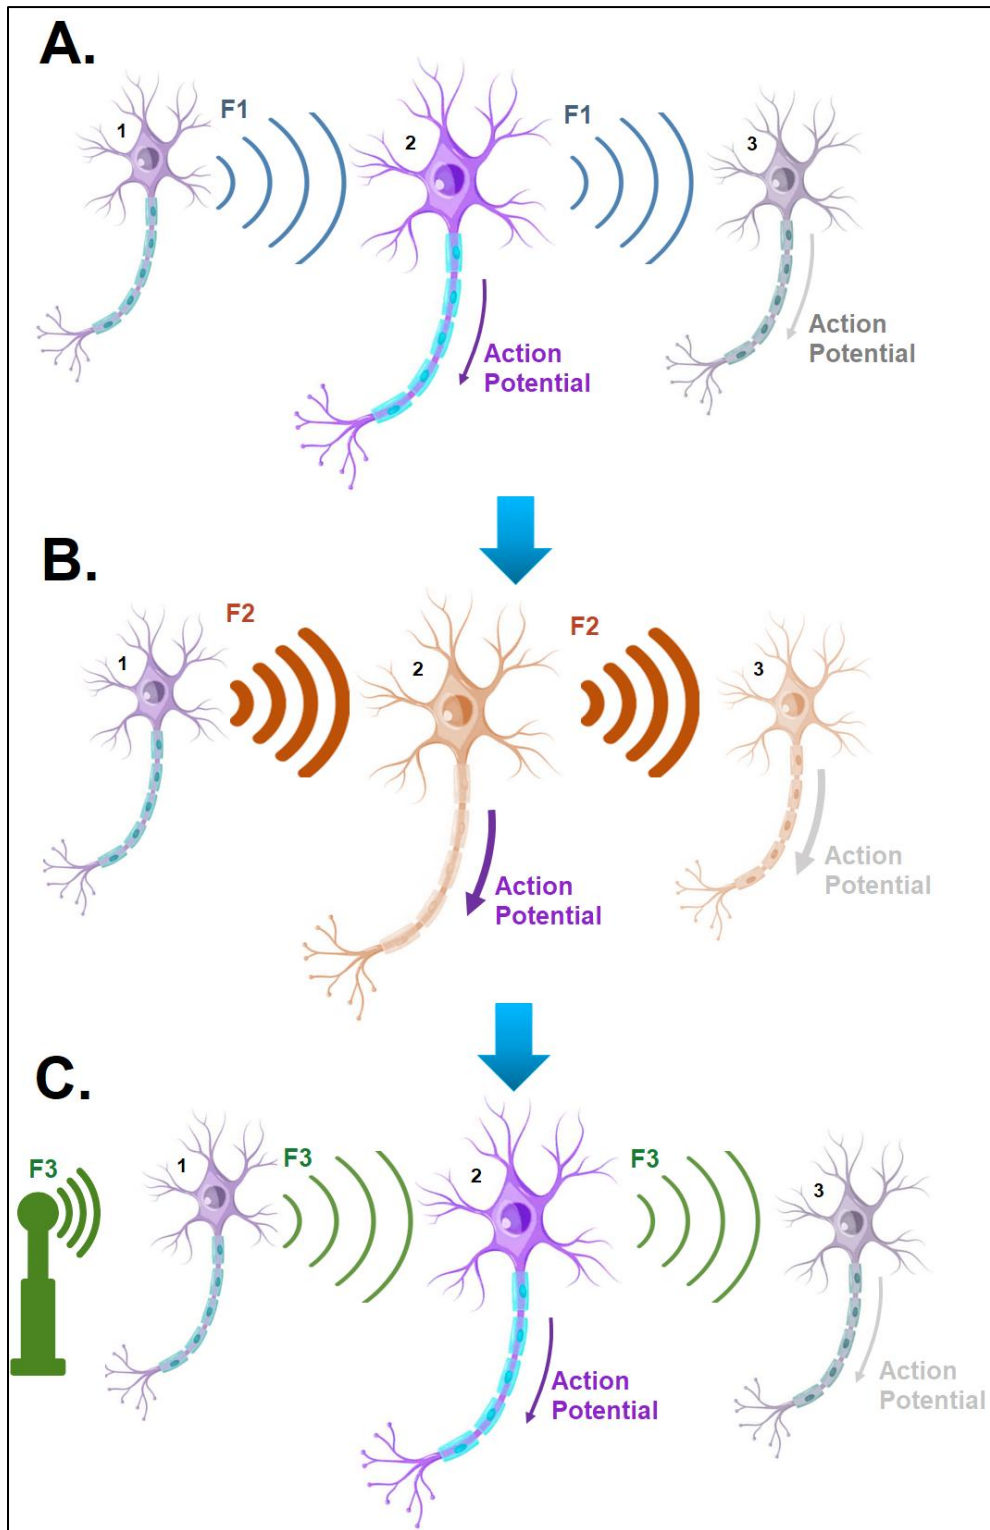 A.
1
F1
2
F1
3
Action
Potential
Action
Potential
B.
1
F2
2
F2
3
Action
Potential
Action
Potential
C.
F3
1
F3
2
F3
3
Action
Potential
Action
Potential